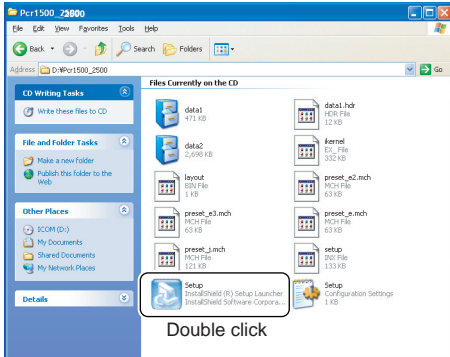 Pcr1500_2500
File Edit View Favorites Tools Help
Back Search Folders
Address D:￦Pcr1500_2500 Go
CD Writing Tasks
Write these files to CD
File and Folder Tasks
Make a new folder
Publish this folder to the
Web
Other Places
ICOM (D:)
My Documents
Shared Documents
My Network Places
Details
Files Currently on the CD
data1
471 KB
data1.hdr
HDR File
12 KB
data2
2,698 KB
ikernel
EX_ File
332 KB
layout
BIN File
1 KB
preset_e2.mch
MCH File
63 KB
preset_e3.mch
MCH File
63 KB
preset_e.mch
MCH File
63 KB
preset_j.mch
MCH File
121 KB
setup
INX File
133 KB
Setup
InstallShield (R) Setup Launcher
InstallShield Software Corpora...
Setup
Configuration Settings
1 KB
Double click